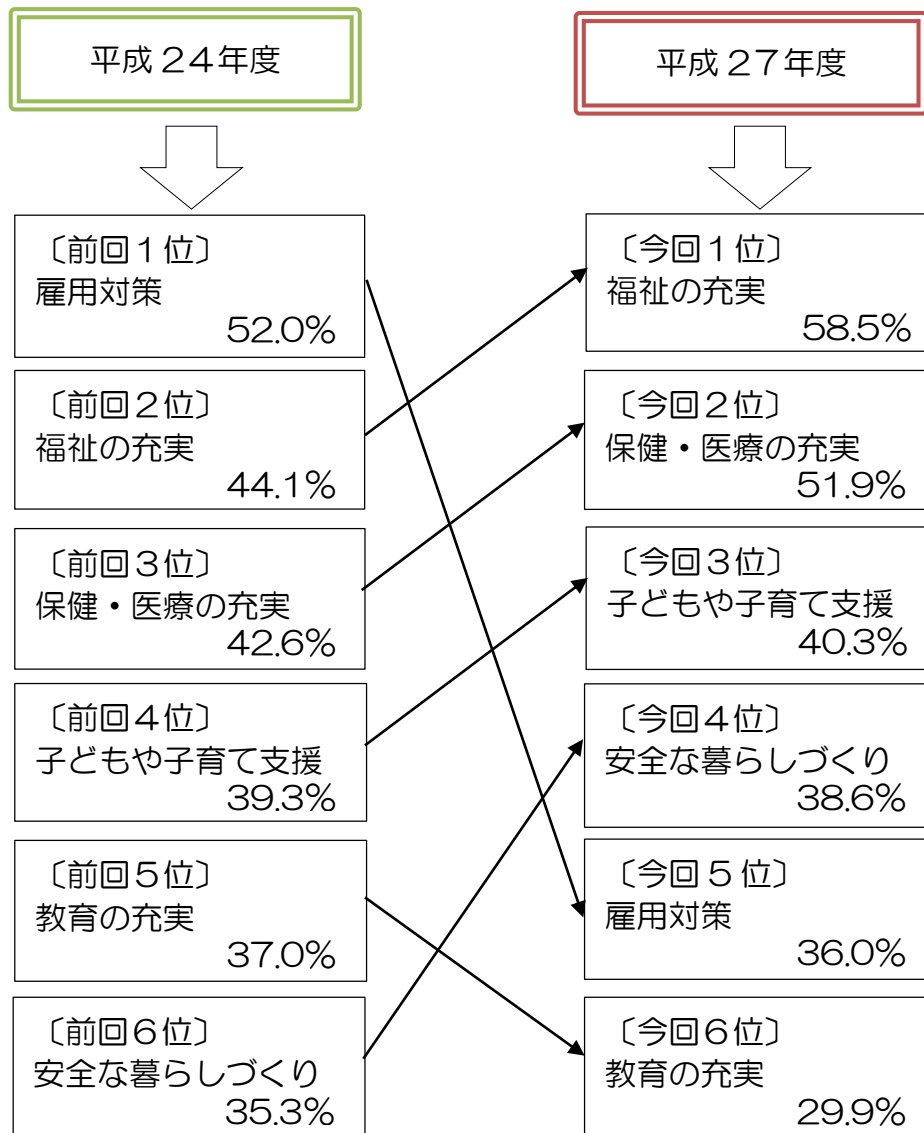 平成24年度
〔前回1位〕
雇用対策
52.0%
〔前回2位〕
福祉の充実
44.1%
〔前回3位〕
保健・医療の充実
42.6%
〔前回4位〕
子どもや子育て支援
39.3%
〔前回5位〕
教育の充実
37.0%
〔前回6位〕
安全な暮らしづくり
35.3%
平成27年度
〔今回1位〕
福祉の充実
58.5%
〔今回2位〕
保健・医療の充実
51.9%
〔今回3位〕
子どもや子育て支援
40.3%
〔今回4位〕
安全な暮らしづくり
38.6%
〔今回5位〕
雇用対策
36.0%
〔今回6位〕
教育の充実
29.9%